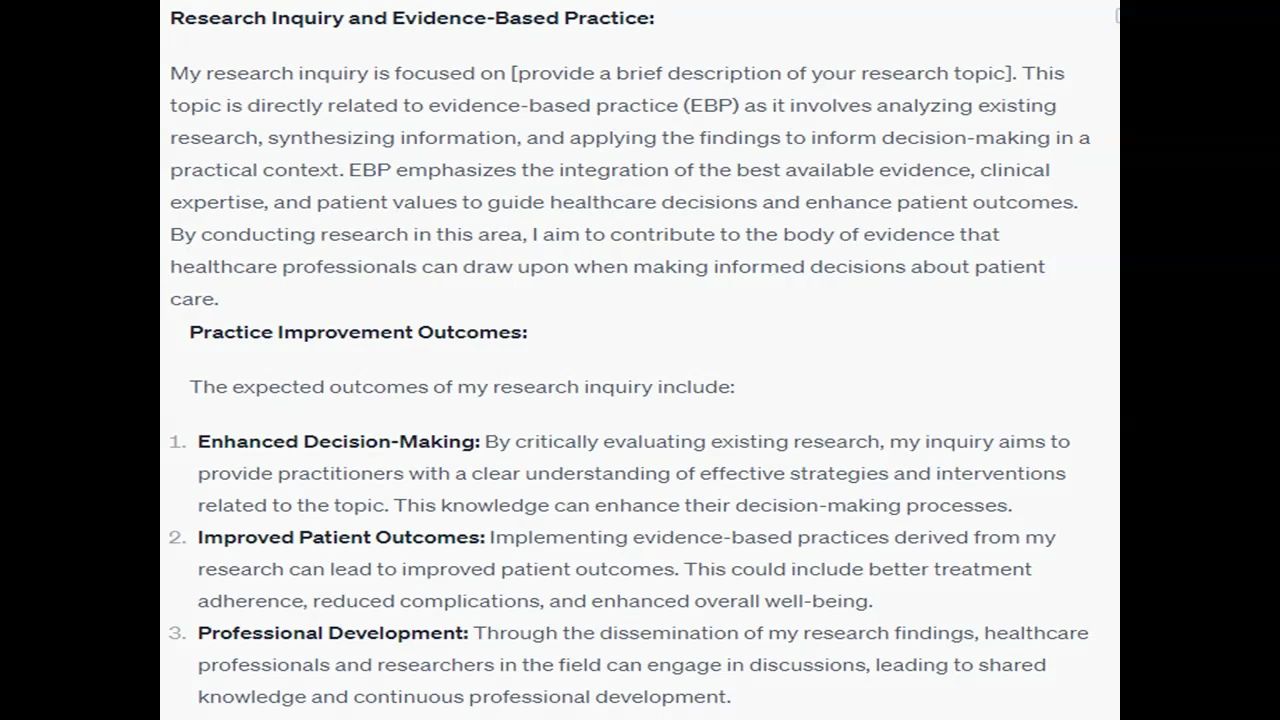 Research Inquiry and Evidence-Based Practice:
My research inquiry is focused on [provide a brief description of your research topic]. This
topic is directly related to evidence-based practice (EBP) as it involves analyzing existing
research, synthesizing information, and applying the findings to inform decision-making in a
practical context. EBP emphasizes the integration of the best available evidence, clinical
expertise, and patient values to guide healthcare decisions and enhance patient outcomes.
By conducting research in this area, I aim to contribute to the body of evidence that
healthcare professionals can draw upon when making informed decisions about patient
care.
Practice Improvement Outcomes:
The expected outcomes of my research inquiry include:
1. Enhanced Decision-Making: By critically evaluating existing research, my inquiry aims to
provide practitioners with a clear understanding of effective strategies and interventions
related to the topic. This knowledge can enhance their decision-making processes.
2. Improved Patient Outcomes: Implementing evidence-based practices derived from my
research can lead to improved patient outcomes. This could include better treatment
adherence, reduced complications, and enhanced overall well-being.
3. Professional Development: Through the dissemination of my research findings, healthcare
professionals and researchers in the field can engage in discussions, leading to shared
knowledge and continuous professional development.